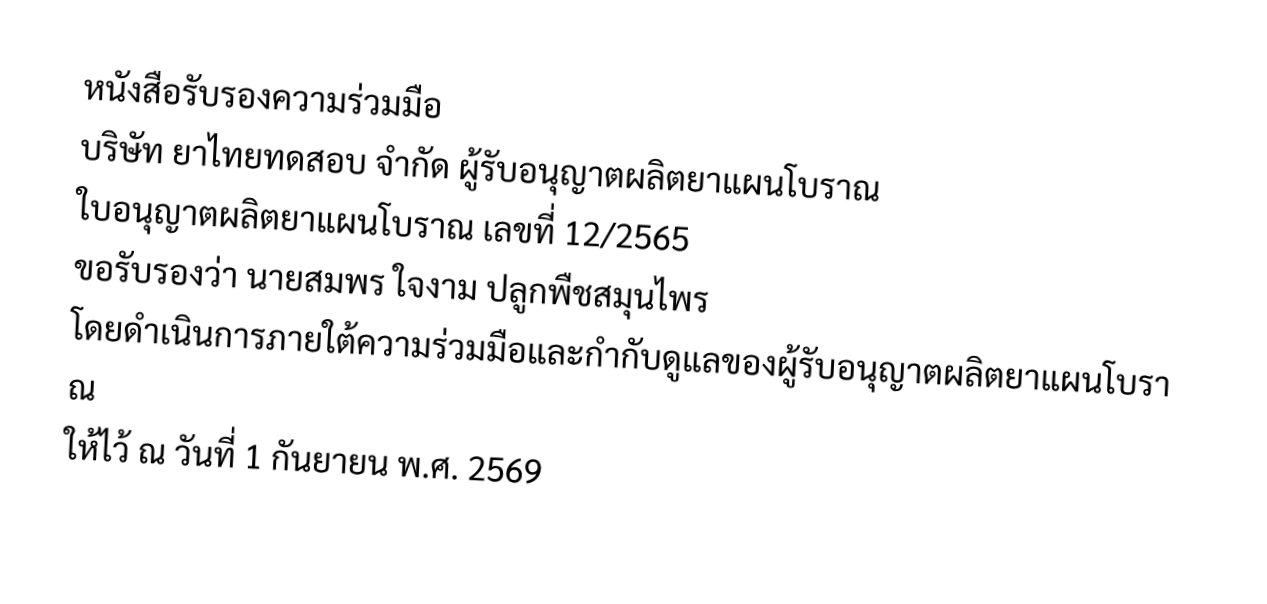 หนังสือรับรองความร่วมมือ
บริษัท ยาไทยทดสอบ จำกัด ผู้รับอนุญาตผลิตยาแผนโบราณ
ใบอนุญาตผลิตยาแผนโบราณ เลขที่ 12/2565
ขอรับรองว่า นายสมพร ใจงาม ปลูกพืชสมุนไพร
โดยดำเนินการภายใต้ความร่วมมือและกำกับดูแลของผู้รับอนุญาตผลิตยาแผนโบรา
ณ
ให้ไว้ ณ วันที่ 1 กันยายน พ.ศ. 2569